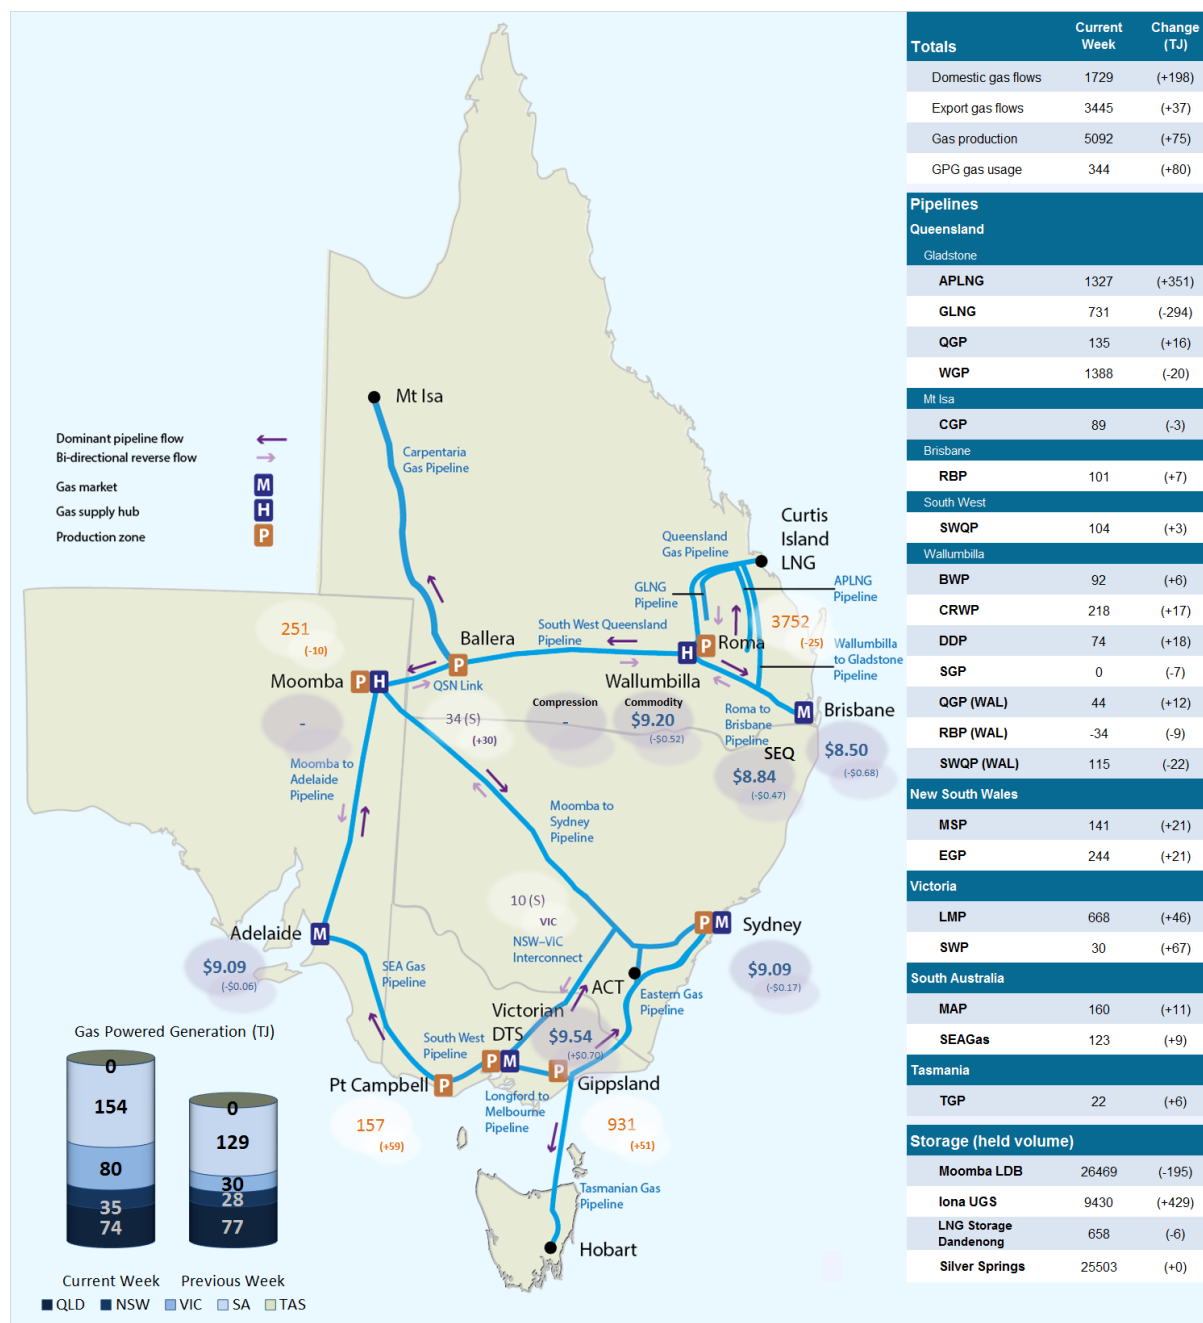 Mt Isa
Dominant pipeline flow
Bi-directional reverse flow
Gas market M
Gas supply hub H
Production zone P
Carpentaria
Gas Pipeline
Curtis
Island
LNG
Queensland
Gas Pipeline
GLNG
Pipeline
APLNG
Pipeline
3752
(-25)
251
(-10)
South West Queensland
Pipeline
Ballera
P
H P Roma
Wallumbilla
to Gladstone
Pipeline
Moomba P H
QSN Link
Wallumbilla
Compression
-
Commodity
$9.20
(-$0.52)
Roma to
Brisbane
Pipeline
M Brisbane
$8.50
(-$0.68)
SEQ
$8.84
(-$0.47)
-
34 (S)
(+30)
Moomba to
Adelaide
Pipeline
Moomba to
Sydney
Pipeline
10 (S)
VIC
NSW–VIC
Interconnect
P M Sydney
$9.09
(-$0.17)
Adelaide M
$9.09
(-$0.06)
SEA Gas
Pipeline
ACT
Eastern Gas
Pipeline
Victorian
DTS
$9.54
(+$0.70)
South West
Pipeline
P M
P
Pt Campbell P
Gippsland
157
(+59)
Longford to
Melbourne
Pipeline
931
(+51)
Tasmanian Gas
Pipeline
Hobart
Gas Powered Generation (TJ)
0
154
80
35
74
0
129
30
28
77
Current Week Previous Week
QLD NSW VIC SA TAS
Totals Current Week Change (TJ)
Domestic gas flows 1729 (+198)
Export gas flows 3445 (+37)
Gas production 5092 (+75)
GPG gas usage 344 (+80)
Pipelines
Queensland
Gladstone
APLNG 1327 (+351)
GLNG 731 (-294)
QGP 135 (+16)
WGP 1388 (-20)
Mt Isa
CGP 89 (-3)
Brisbane
RBP 101 (+7)
South West
SWQP 104 (+3)
Wallumbilla
BWP 92 (+6)
CRWP 218 (+17)
DDP 74 (+18)
SGP 0 (-7)
QGP (WAL) 44 (+12)
RBP (WAL) -34 (-9)
SWQP (WAL) 115 (-22)
New South Wales
MSP 141 (+21)
EGP 244 (+21)
Victoria
LMP 668 (+46)
SWP 30 (+67)
South Australia
MAP 160 (+11)
SEAGas 123 (+9)
Tasmania
TGP 22 (+6)
Storage (held volume)
Moomba LDB 26469 (-195)
Iona UGS 9430 (+429)
LNG Storage
Dandenong 658 (-6)
Silver Springs 25503 (+0)